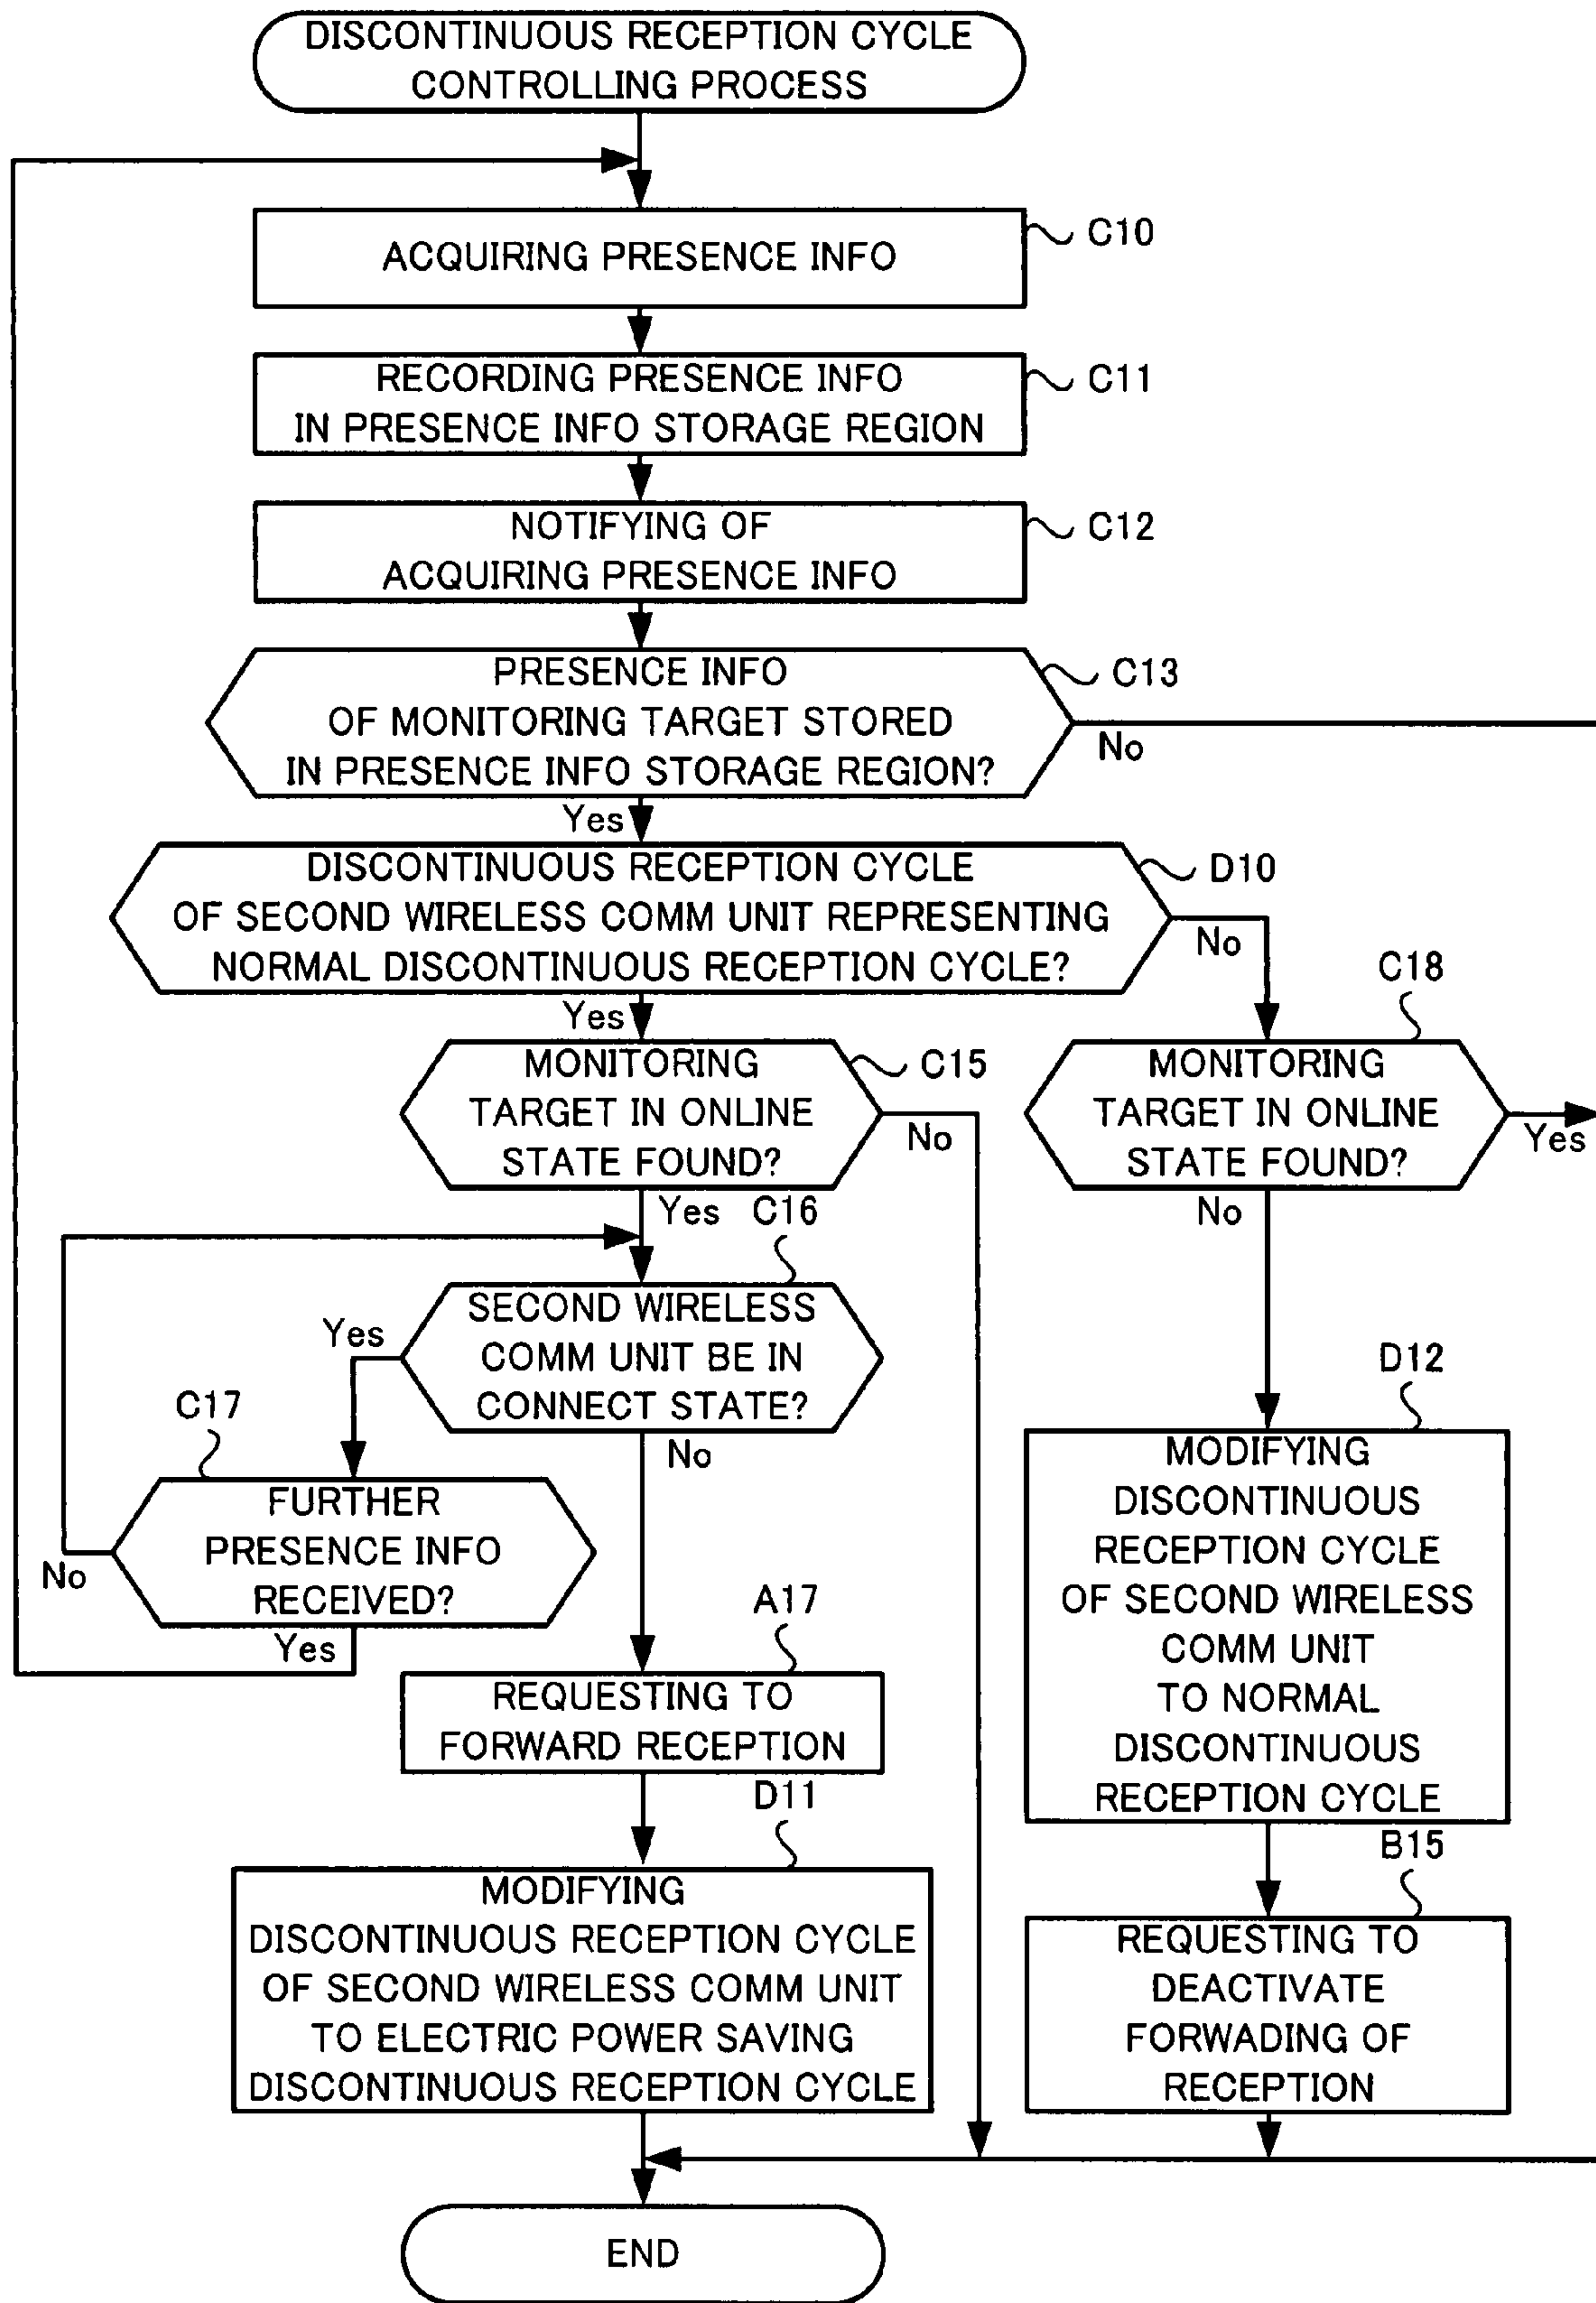 DISCONTINUOUS RECEPTION CYCLE
CONTROLLING PROCESS
ACQUIRING PRESENCE INFO
C10
RECORDING PRESENCE INFO
IN PRESENCE INFO STORAGE REGION
C11
NOTIFYING OF
ACQUIRING PRESENCE INFO
C12
PRESENCE INFO
OF MONITORING TARGET STORED
IN PRESENCE INFO STORAGE REGION?
C13
No
Yes
DISCONTINUOUS RECEPTION CYCLE
OF SECOND WIRELESS COMM UNIT REPRESENTING
NORMAL DISCONTINUOUS RECEPTION CYCLE?
D10
No
Yes
MONITORING
TARGET IN ONLINE
STATE FOUND?
C15
No
Yes
C18
MONITORING
TARGET IN ONLINE
STATE FOUND?
Yes
No
C16
SECOND WIRELESS
COMM UNIT BE IN
CONNECT STATE?
Yes
No
C17
FURTHER
PRESENCE INFO
RECEIVED?
No
Yes
A17
REQUESTING TO
FORWARD RECEPTION
D11
MODIFYING
DISCONTINUOUS RECEPTION CYCLE
OF SECOND WIRELESS COMM UNIT
TO ELECTRIC POWER SAVING
DISCONTINUOUS RECEPTION CYCLE
D12
MODIFYING
DISCONTINUOUS
RECEPTION CYCLE
OF SECOND WIRELESS
COMM UNIT
TO NORMAL
DISCONTINUOUS
RECEPTION CYCLE
B15
REQUESTING TO
DEACTIVATE
FORWADING OF
RECEPTION
END